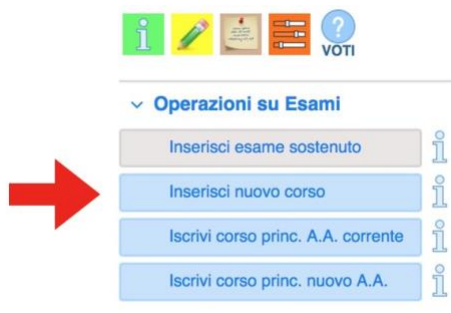 VOTI
Operazioni su Esami
Inserisci esame sostenuto
Inserisci nuovo corso
Iscrivi corso princ. A.A. corrente
Iscrivi corso princ. nuovo A.A.